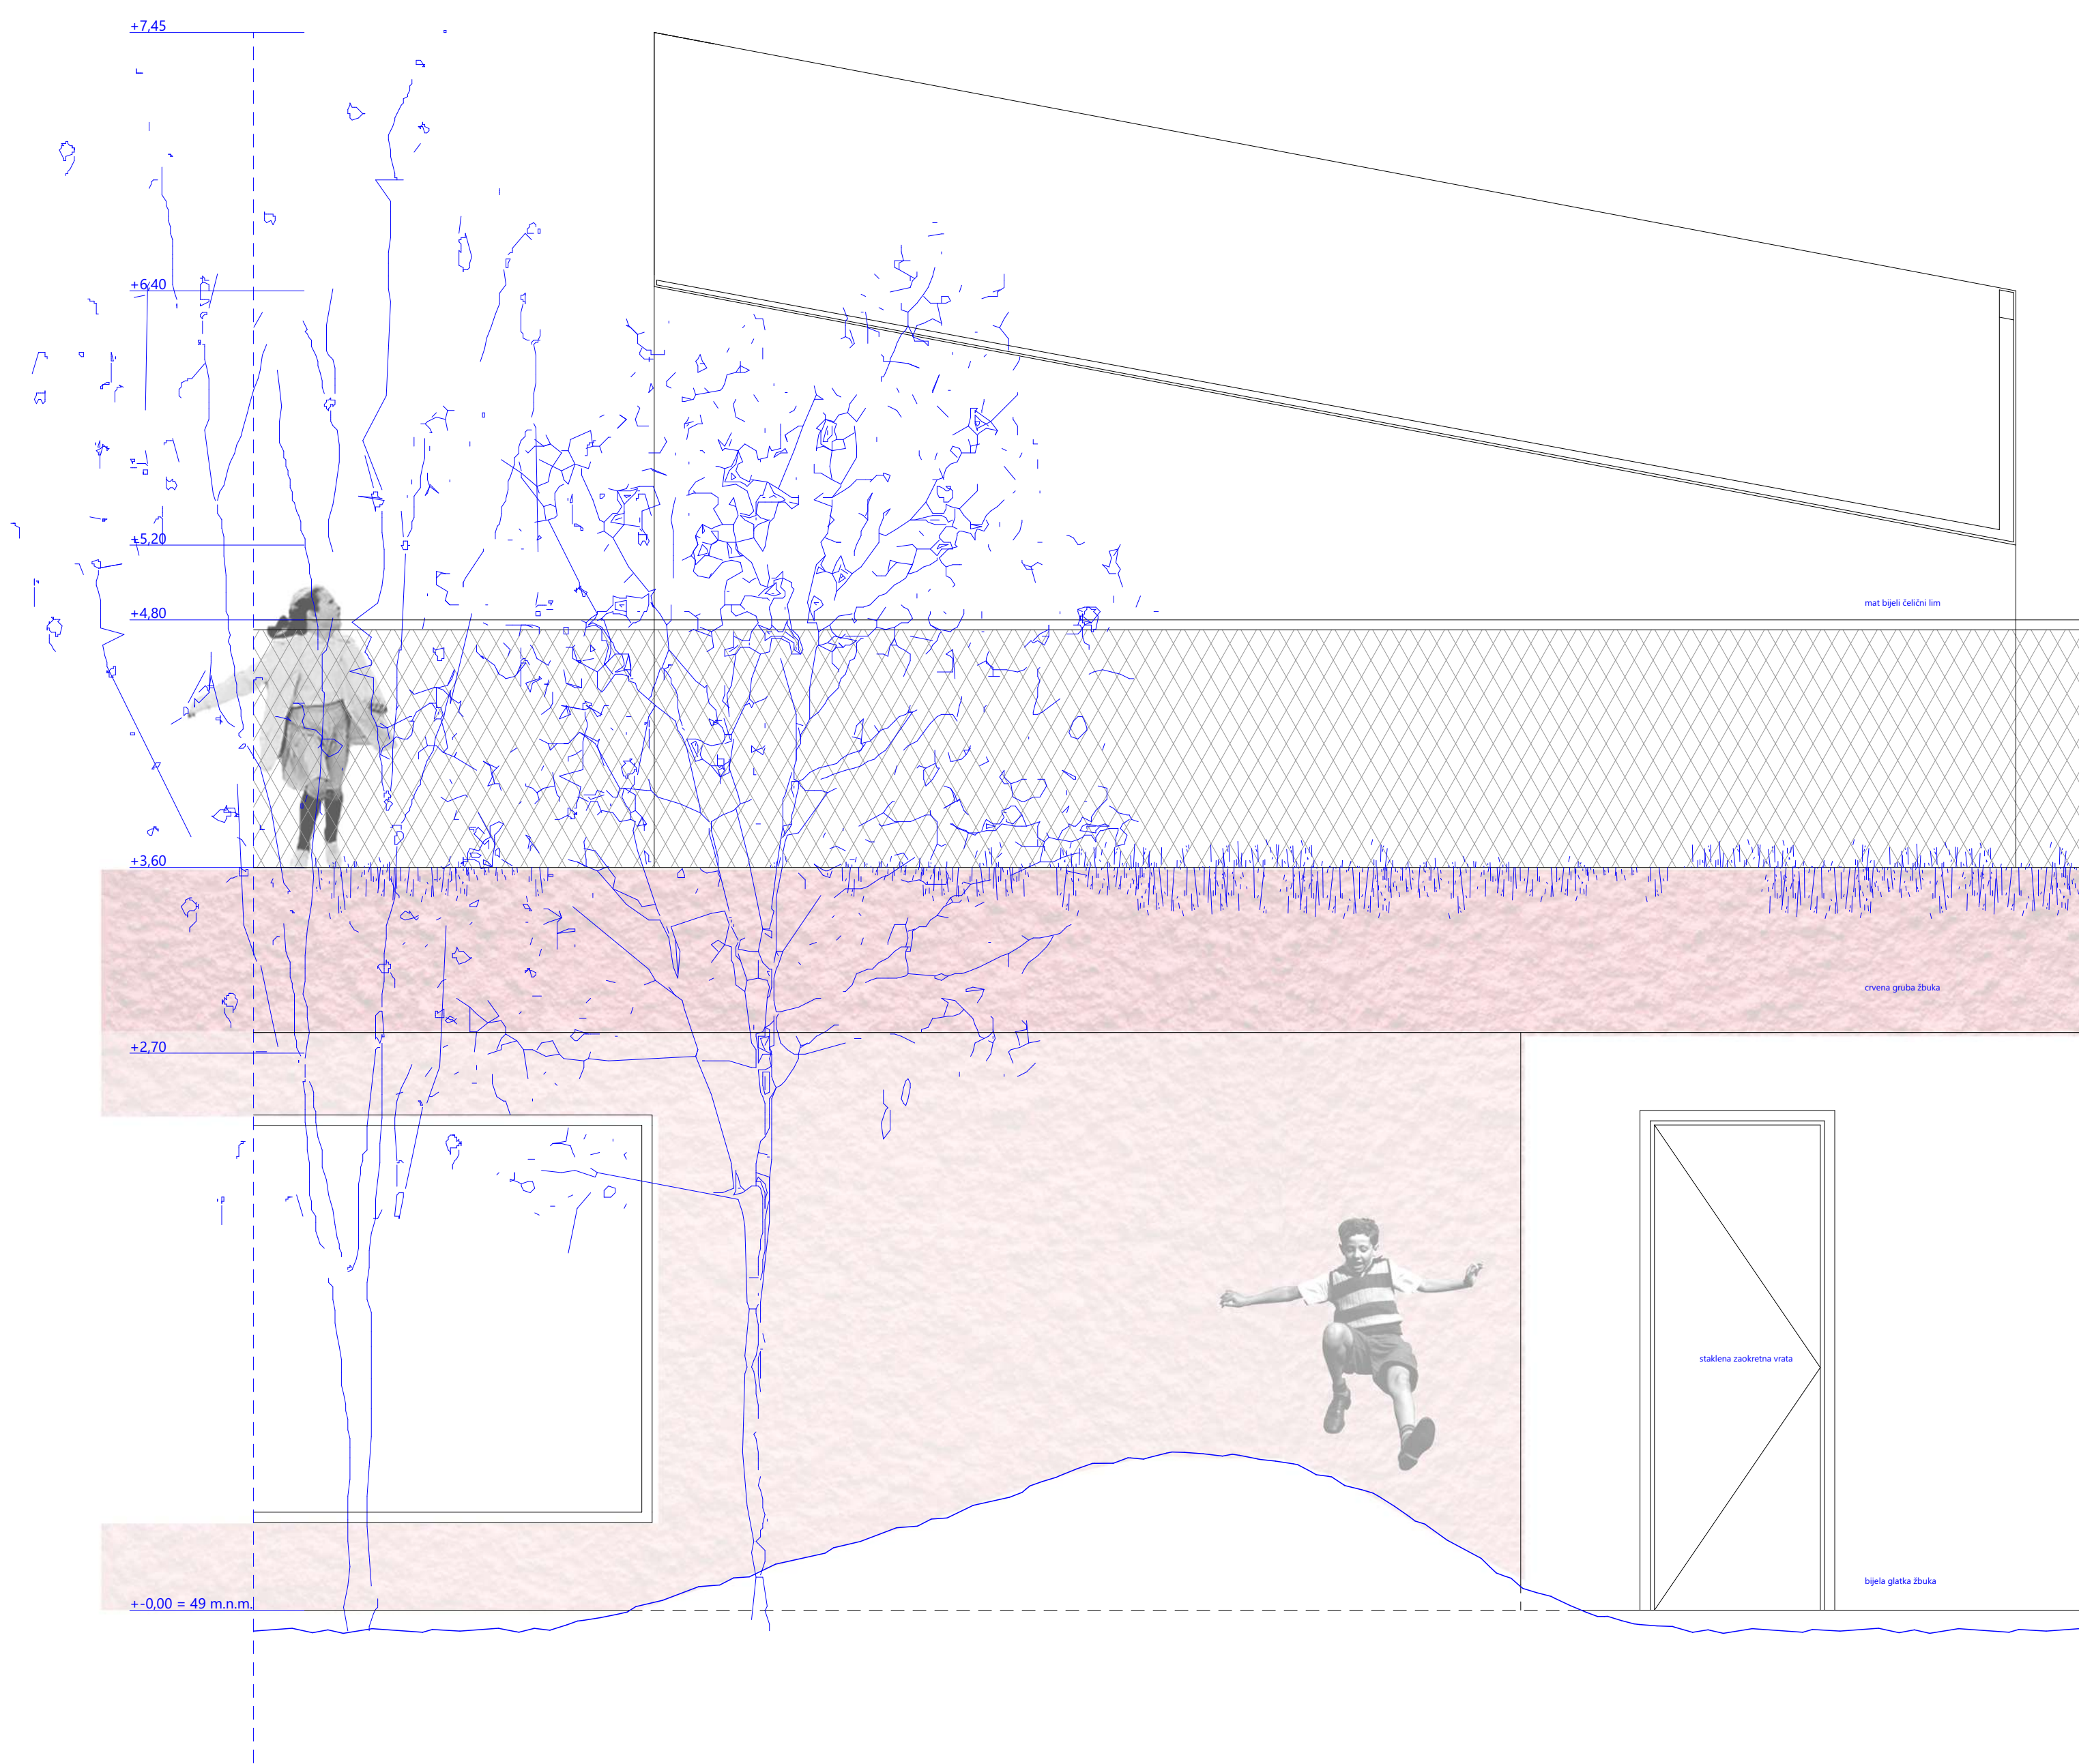 +7,45
+6,40
+5,20
+4,80
mat bijeli čelični lim
+3,60
crvena gruba žbuka
+2,70
staklena zaokretna vrata
bijela glatka žbuka
+-0,00 = 49 m.n.m.